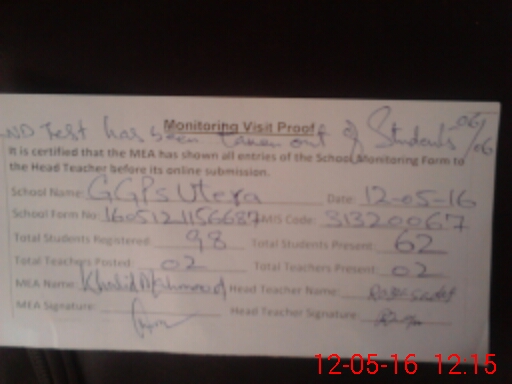 Monitoring Visit Proof
ND Test has been taken out of Students 06/06
It is certified that the MEA has shown all entries of the School Monitoring Form to
the Head Teacher before its online submission.
School Name: GGPS Utera Date: 12-05-16
School Form No: 1605121156687 EMIS Code: 31320067
Total Students Registered: 98 Total Students Present: 62
Total Teachers Posted: 02 Total Teachers Present: 02
MEA Name: Khalid Mahmood Head Teacher Name:
MEA Signature: Head Teacher Signature:
12-05-16 12:15